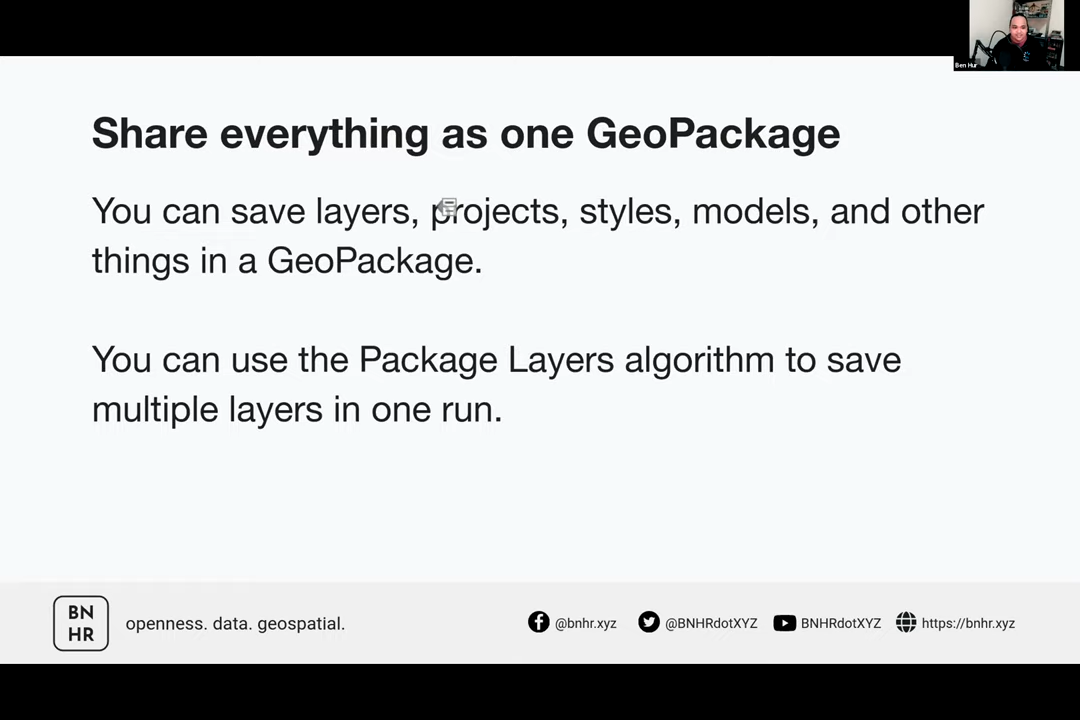 Ben Hur
Share everything as one GeoPackage
You can save layers, projects, styles, models, and other
things in a GeoPackage.
You can use the Package Layers algorithm to save
multiple layers in one run.
BN
HR
openness. data. geospatial.
@bnhr.xyz
@BNHRdotXYZ
BNHRdotXYZ
https://bnhr.xyz